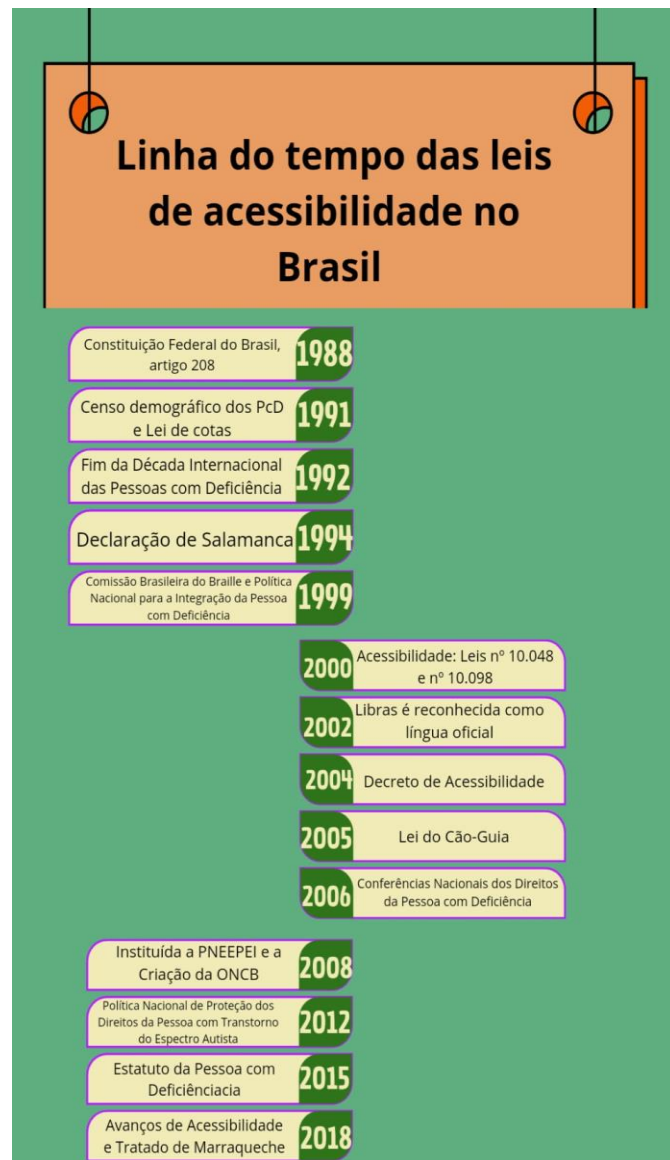 Linha do tempo das leis
de acessibilidade no
Brasil
Constituição Federal do Brasil,
artigo 208
1988
Censo demográfico dos PcD
e Lei de cotas
1991
Fim da Década Internacional
das Pessoas com Deficiência
1992
Declaração de Salamanca
1994
Comissão Brasileira do Braille e Política
Nacional para a Integração da Pessoa
com Deficiência
1999
2000
Acessibilidade: Leis nº 10.048
e nº 10.098
2002
Libras é reconhecida como
língua oficial
2004
Decreto de Acessibilidade
2005
Lei do Cão-Guia
2006
Conferências Nacionais dos Direitos
da Pessoa com Deficiência
Instituída a PNEEPEI e a
Criação da ONCB
2008
Política Nacional de Proteção dos
Direitos da Pessoa com Transtorno
do Espectro Autista
2012
Estatuto da Pessoa com
Deficiênciacia
2015
Avanços de Acessibilidade
e Tratado de Marraqueche
2018